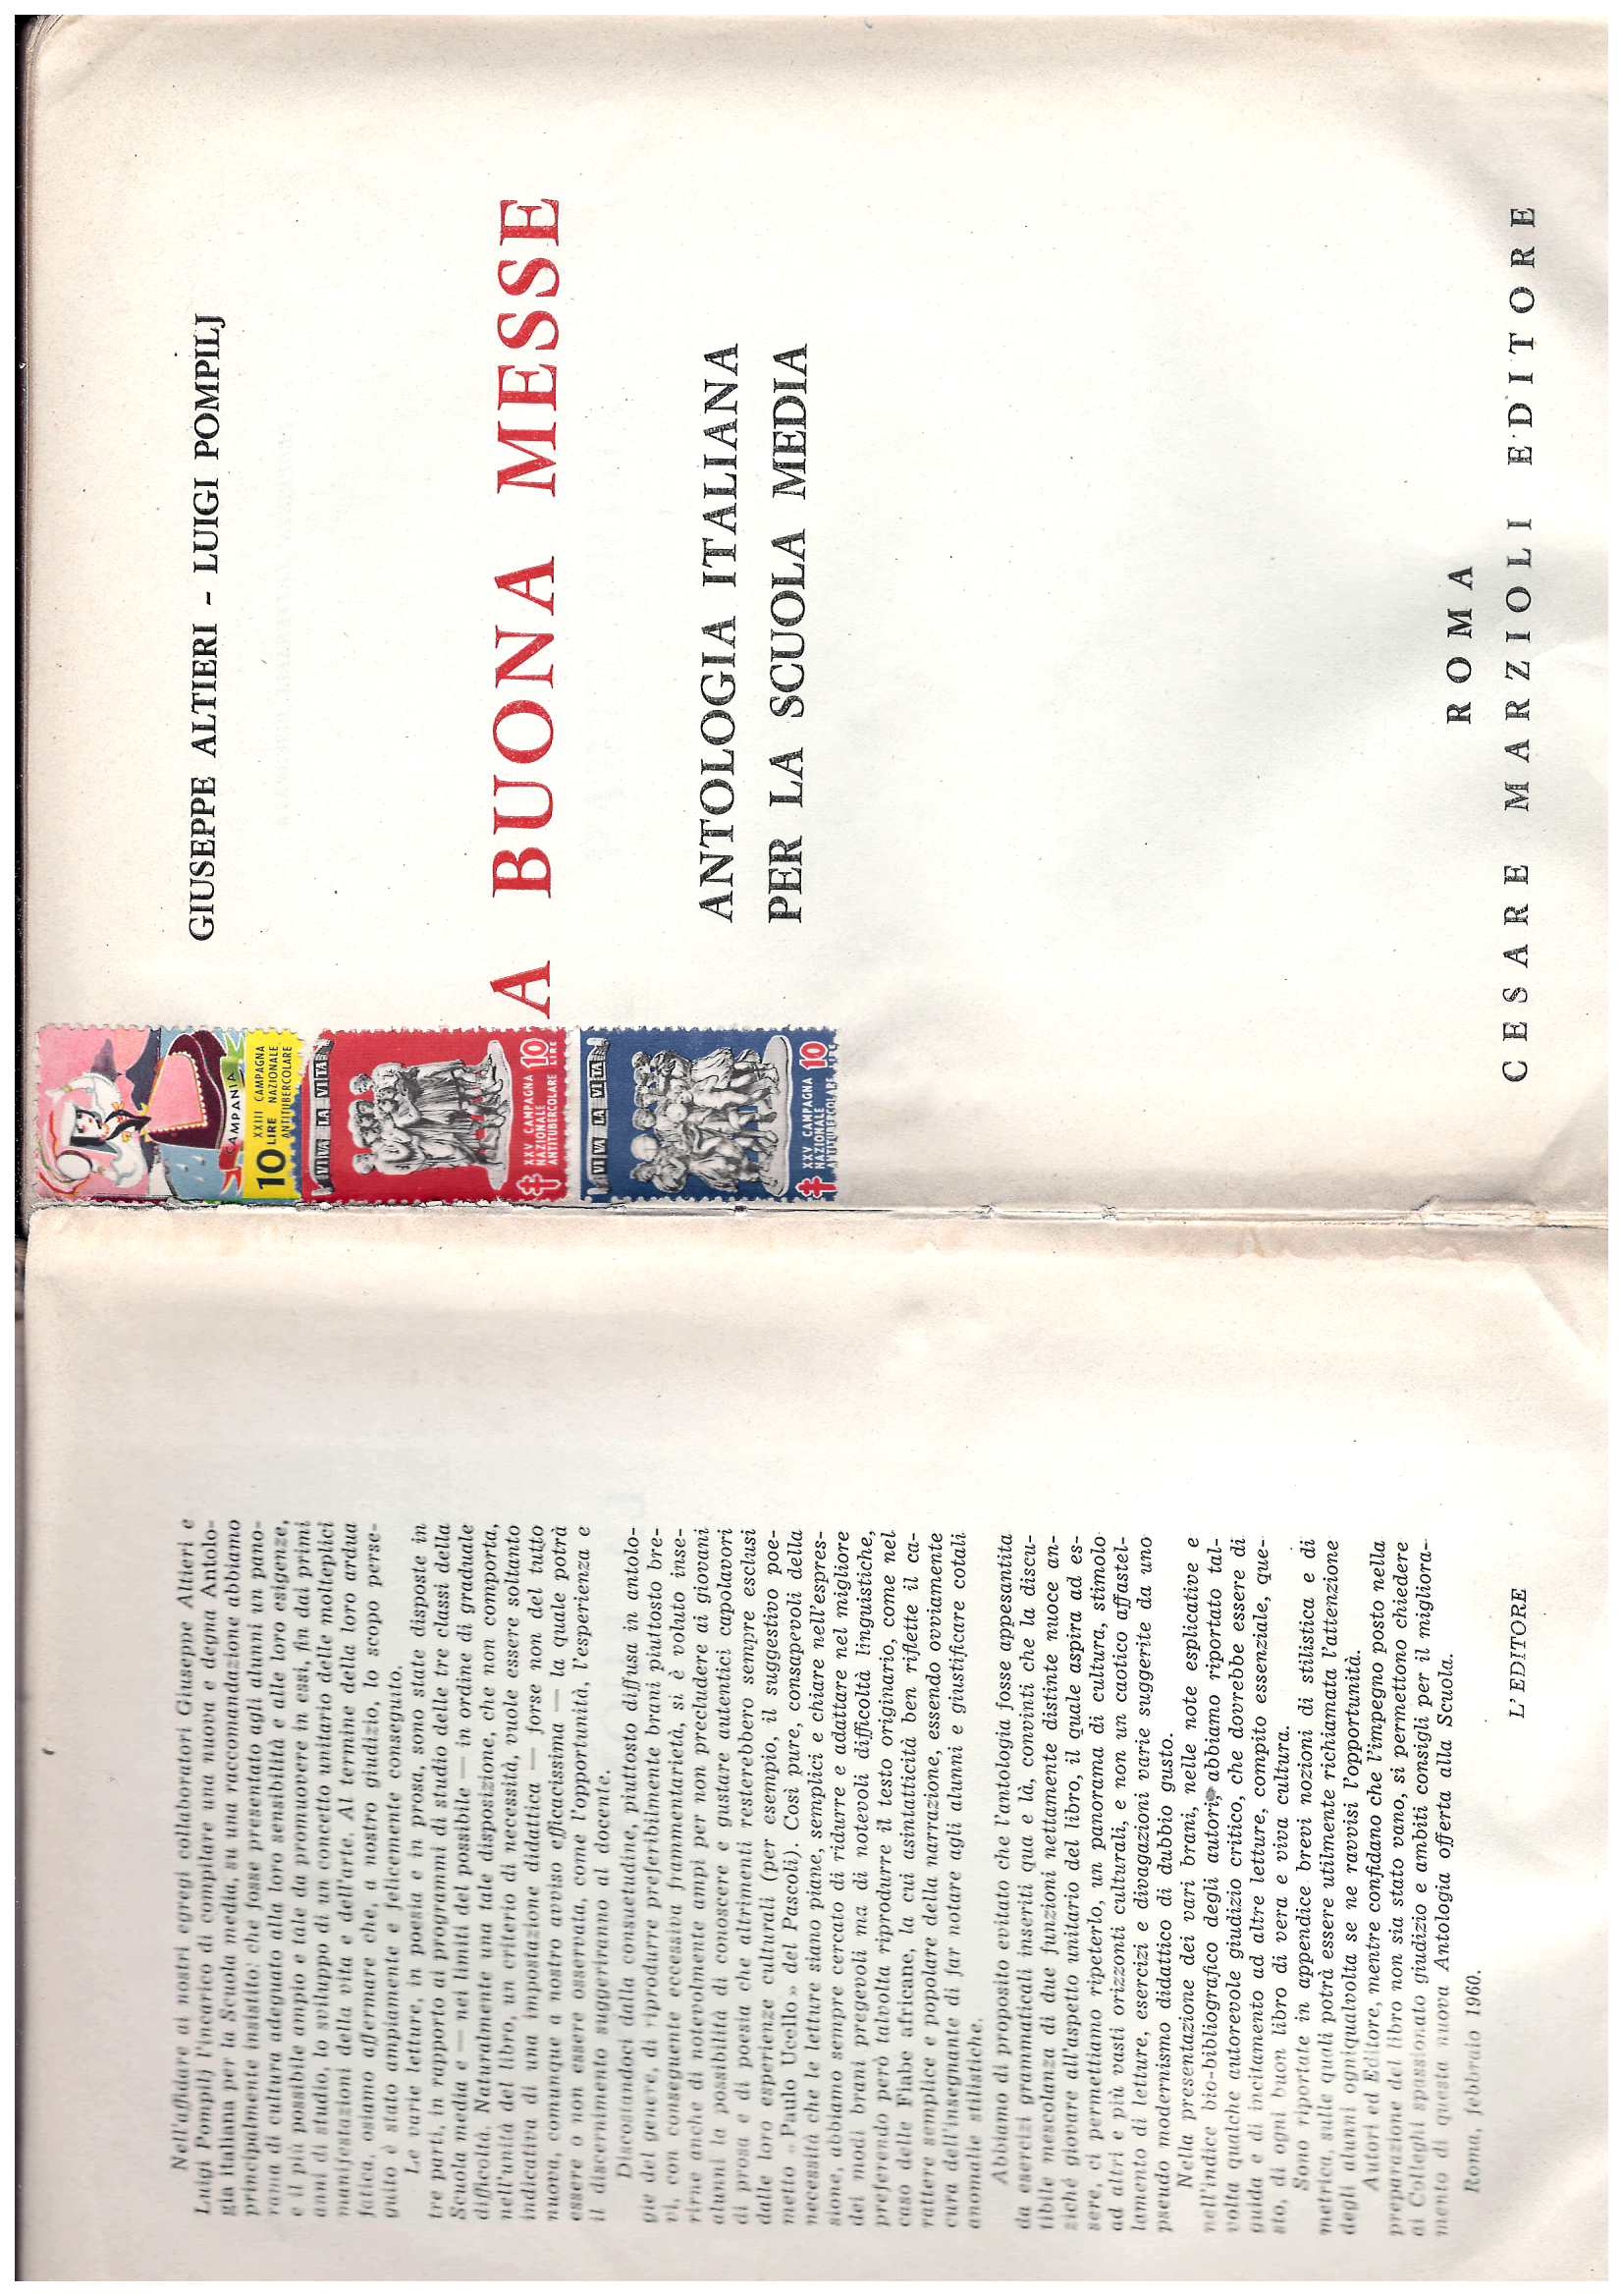 Nell'affidare ai nostri egregi collaboratori Giuseppe Altieri e
Luigi Pompilj l'incarico di compilare una nuova e degna Antolo-
gia italiana per la Scuola media, su una raccomandazione abbiamo
principalmente insistito: che fosse presentato agli alunni un pano-
rama di cultura adeguato alla loro sensibilità e alle loro esigenze,
e il più possibile ampio e tale da promuovere in essi, fin dai primi
anni di studio, lo sviluppo di un concetto unitario delle molteplici
manifestazioni della vita e dell'arte. Al termine della loro ardua
fatica, osiamo affermare che, a nostro giudizio, lo scopo perse-
guito è stato ampiamente e felicemente conseguito.
Le varie letture, in poesia e in prosa, sono state disposte in
tre parti, in rapporto ai programmi di studio delle tre classi della
Scuola media e — nei limiti del possibile — in ordine di graduale
difficoltà. Naturalmente una tale disposizione, che non comporta,
nell'unità del libro, un criterio di necessità, vuole essere soltanto
indicativa di una impostazione didattica — forse non del tutto
nuova, comunque a nostro avviso efficacissima — la quale potrà
essere o non essere osservata, come l'opportunità, l'esperienza e
il discernimento suggeriranno al docente.
Discostandoci dalla consuetudine, piuttosto diffusa in antolo-
gie del genere, di riprodurre preferibilmente brani piuttosto bre-
vi, con conseguente eccessiva frammentarietà, si è voluto inse-
rirne anche di notevolmente ampi per non precludere ai giovani
alunni la possibilità di conoscere e gustare autentici capolavori
di prosa e di poesia che altrimenti resterebbero sempre esclusi
dalle loro esperienze culturali (per esempio, il suggestivo poe-
metto «Paulo Ucello» del Pascoli). Così pure, consapevoli della
necessità che le letture siano piane, semplici e chiare nell'espres-
sione, abbiamo sempre cercato di ridurre e adattare nel migliore
dei modi brani pregevoli ma di notevoli difficoltà linguistiche,
preferendo però talvolta riprodurre il testo originario, come nel
caso delle Fiabe africane, la cui asintatticità ben riflette il ca-
rattere semplice e popolare della narrazione, essendo ovviamente
cura dell'insegnante di far notare agli alunni e giustificare cotali
anomalie stilistiche.
Abbiamo di proposito evitato che l'antologia fosse appesantita
da esercizi grammaticali inseriti qua e là, convinti che la discu-
tibile mescolanza di due funzioni nettamente distinte nuoce an-
ziché giovare all'aspetto unitario del libro, il quale aspira ad es-
sere, ci permettiamo ripeterlo, un panorama di cultura, stimolo
ad altri e più vasti orizzonti culturali, e non un caotico affastel-
lamento di letture, esercizi e divagazioni varie suggerite da uno
pseudo modernismo didattico di dubbio gusto.
Nella presentazione dei vari brani, nelle note esplicative e
nell'indice bio-bibliografico degli autori, abbiamo riportato tal-
volta qualche autorevole giudizio critico, che dovrebbe essere di
guida e di incitamento ad altre letture, compito essenziale, que-
sto, di ogni buon libro di vera e viva cultura.
Sono riportate in appendice brevi nozioni di stilistica e di
metrica, sulle quali potrà essere utilmente richiamata l'attenzione
degli alunni ogniqualvolta se ne ravvisi l'opportunità.
Autori ed Editore, mentre confidano che l'impegno posto nella
preparazione del libro non sia stato vano, si permettono chiedere
ai Colleghi spassionato giudizio e ambiti consigli per il migliora-
mento di questa nuova Antologia offerta alla Scuola.
Roma, febbraio 1960.
L'EDITORE
GIUSEPPE ALTIERI - LUIGI POMPILJ
A BUONA MESSE
ANTOLOGIA ITALIANA
PER LA SCUOLA MEDIA
ROMA
CESARE MARZIOLI EDITORE
CAMPANIA
10 LIRE
XXIII CAMPAGNA
NAZIONALE
ANTITUBERCOLARE
VIVA LA VITA
XXV CAMPAGNA
NAZIONALE
ANTITUBERCOLARE
10
LIRE
VIVA LA VITA
XXV CAMPAGNA
NAZIONALE
ANTITUBERCOLARE
10